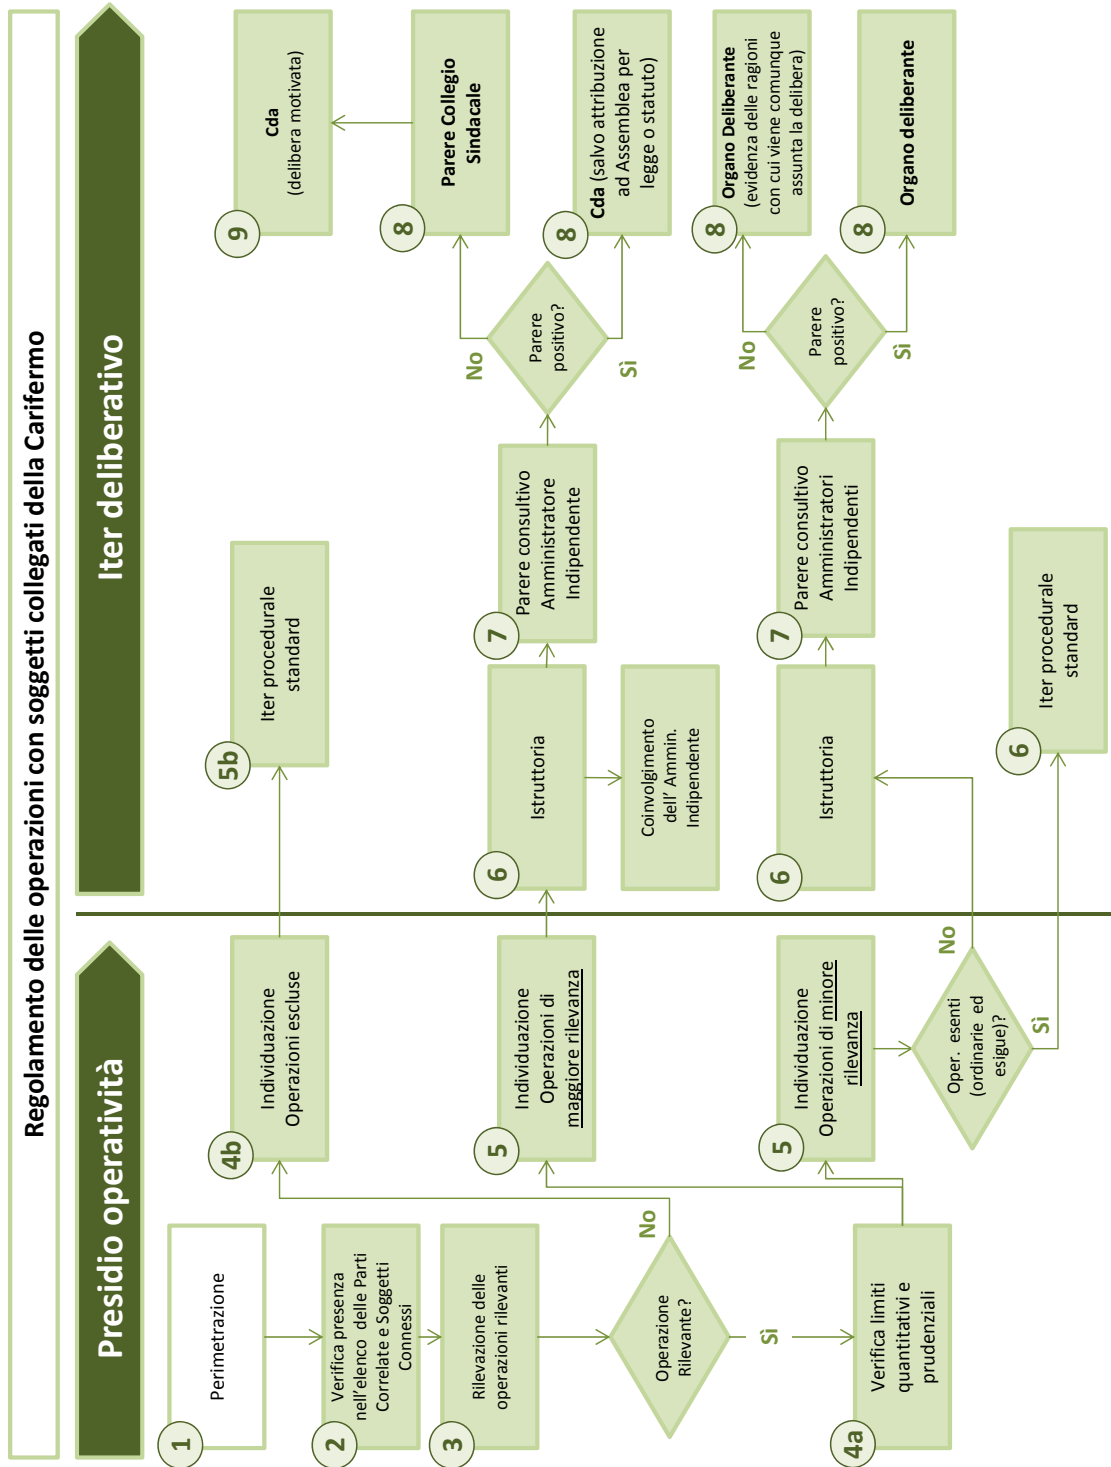 Regolamento delle operazioni con soggetti collegati della Carifermo
Presidio operatività
Iter deliberativo
1
Perimetrazione
2
Verifica presenza
nell'elenco delle Parti
Correlate e Soggetti
Connessi
3
Rilevazione delle
operazioni rilevanti
Operazione
Rilevante?
No
Sì
4a
Verifica limiti
quantitativi e
prudenziali
4b
Individuazione
Operazioni escluse
5b
Iter procedurale
standard
5
Individuazione
Operazioni di
maggiore rilevanza
6
Istruttoria
Coinvolgimento
dell' Ammin.
Indipendente
7
Parere consultivo
Amministratore
Indipendente
Parere
positivo?
No
Sì
8
Parere Collegio
Sindacale
9
Cda
(delibera motivata)
8
Cda (salvo attribuzione
ad Assemblea per
legge o statuto)
5
Individuazione
Operazioni di minore
rilevanza
Oper. esenti
(ordinarie ed
esigue)?
No
Sì
6
Istruttoria
7
Parere consultivo
Amministratori
Indipendenti
Parere
positivo?
No
Sì
8
Organo Deliberante
(evidenza delle ragioni
con cui viene comunque
assunta la delibera)
8
Organo deliberante
6
Iter procedurale
standard